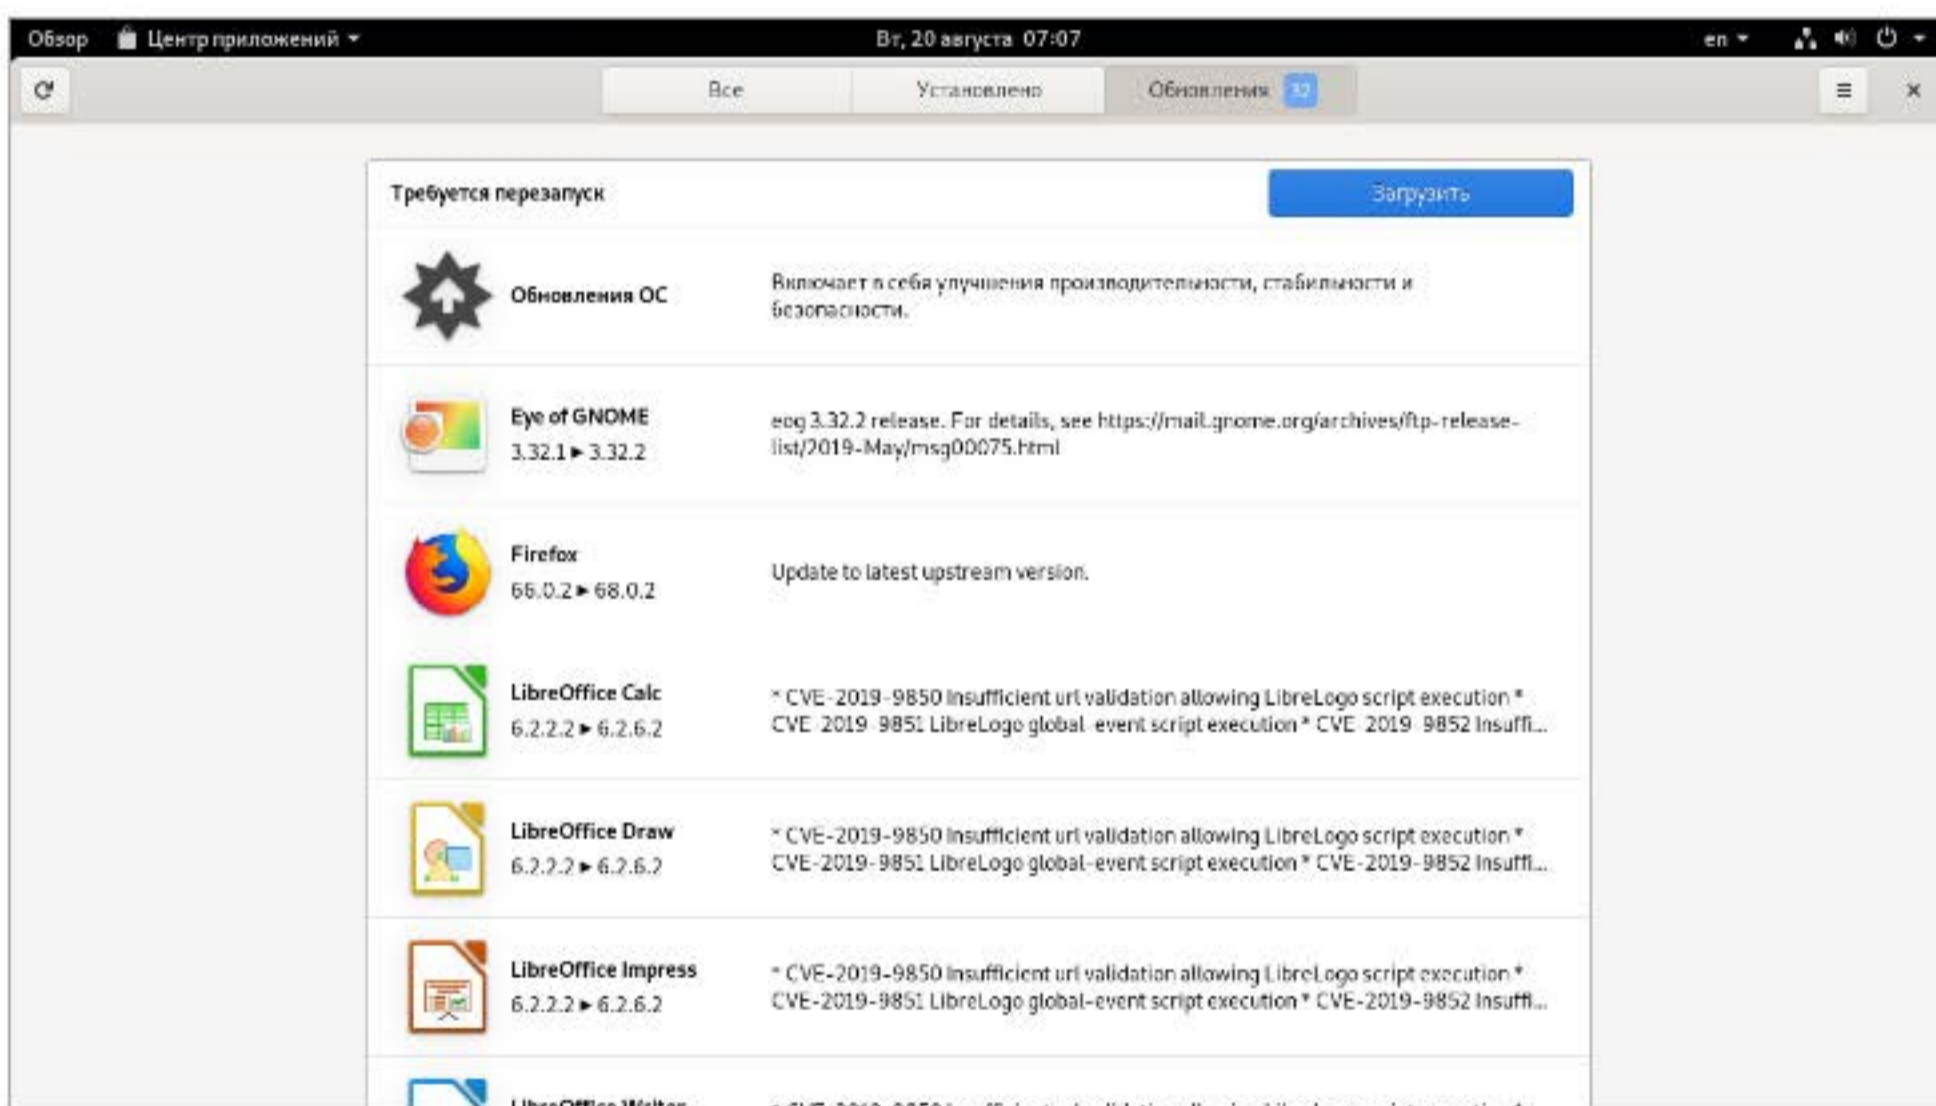 Обзор Центр приложений Вт, 20 августа 07:07 en
Все Установлено Обновления 32
Требуется перезапуск Загрузить
Обновления ОС
Включает в себя улучшения производительности, стабильности и
безопасности.
Eye of GNOME
3.32.1 ▶ 3.32.2
eog 3.32.2 release. For details, see https://mail.gnome.org/archives/ftp-release-
list/2019-May/msg00075.html
Firefox
66.0.2 ▶ 68.0.2
Update to latest upstream version.
LibreOffice Calc
6.2.2.2 ▶ 6.2.6.2
* CVE-2019-9850 Insufficient url validation allowing LibreLogo script execution *
CVE-2019-9851 LibreLogo global-event script execution * CVE-2019-9852 Insuffi...
LibreOffice Draw
6.2.2.2 ▶ 6.2.6.2
* CVE-2019-9850 Insufficient url validation allowing LibreLogo script execution *
CVE-2019-9851 LibreLogo global-event script execution * CVE-2019-9852 Insuffi...
LibreOffice Impress
6.2.2.2 ▶ 6.2.6.2
* CVE-2019-9850 Insufficient url validation allowing LibreLogo script execution *
CVE-2019-9851 LibreLogo global-event script execution * CVE-2019-9852 Insuffi...
LibreOffice Writer